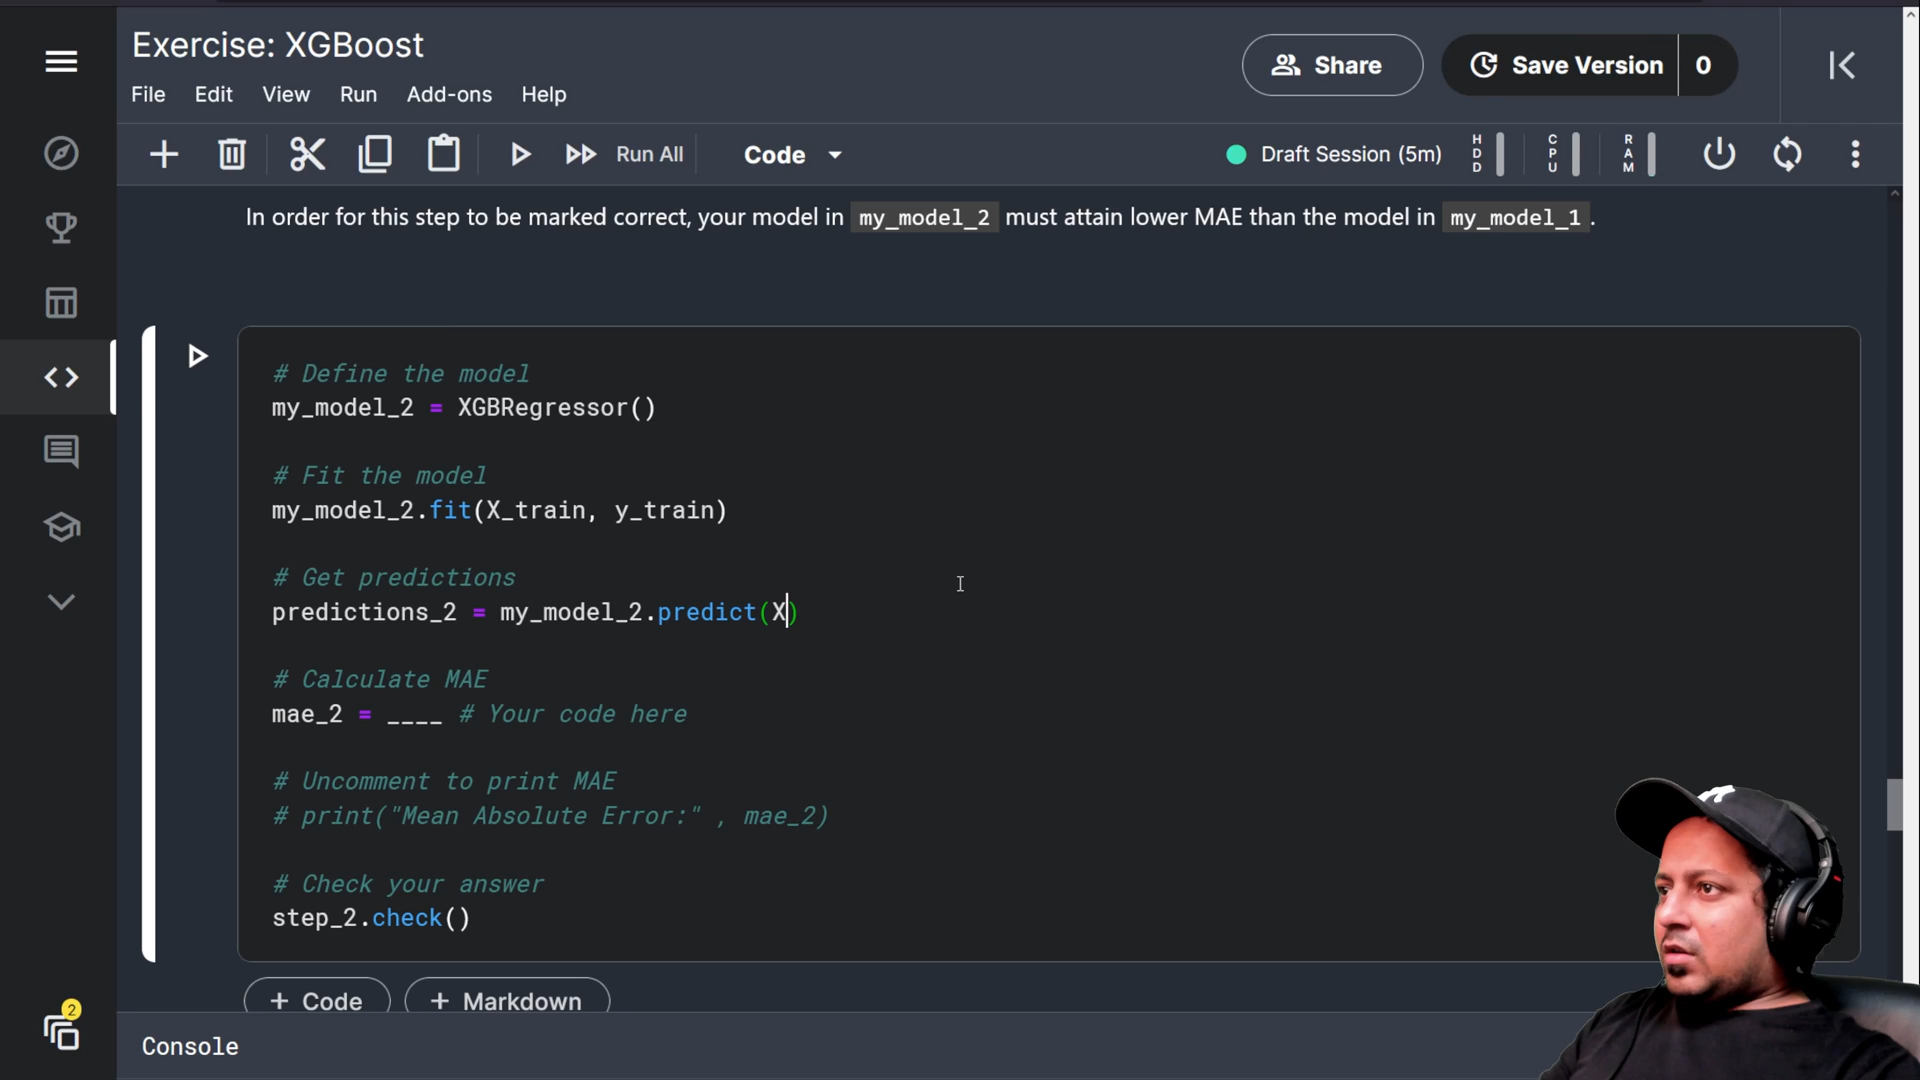 Exercise: XGBoost
Share
Save Version 0
File Edit View Run Add-ons Help
Run All
Code
Draft Session (5m)
HDD
CPU
RAM
In order for this step to be marked correct, your model in my_model_2 must attain lower MAE than the model in my_model_1.
# Define the model
my_model_2 = XGBRegressor()
# Fit the model
my_model_2.fit(X_train, y_train)
# Get predictions
predictions_2 = my_model_2.predict(X)
# Calculate MAE
mae_2 = ____ # Your code here
# Uncomment to print MAE
# print("Mean Absolute Error:" , mae_2)
# Check your answer
step_2.check()
+ Code + Markdown
2
Console